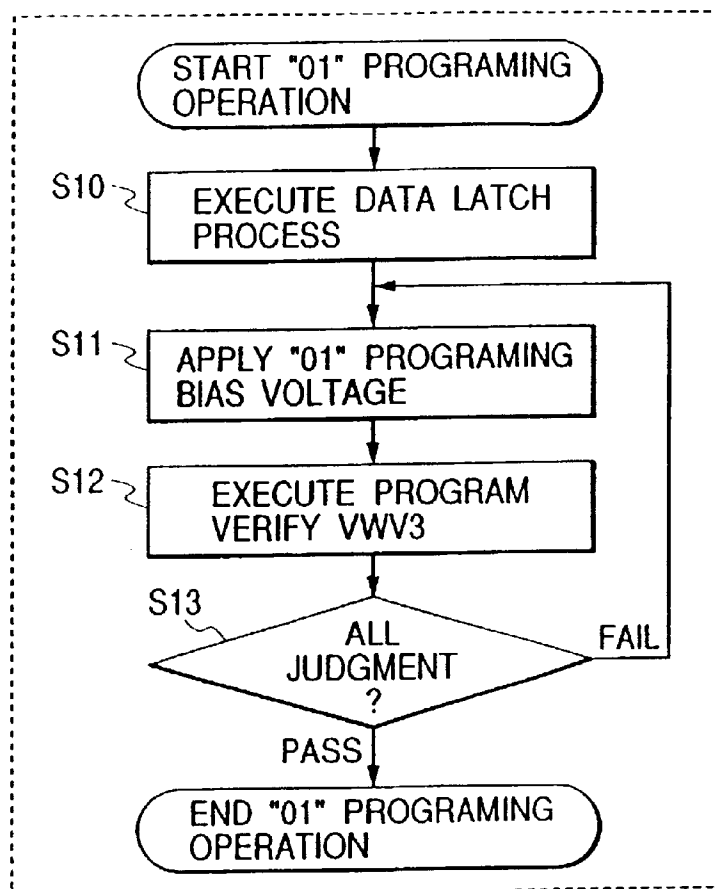 START "01" PROGRAMING
OPERATION
S10
EXECUTE DATA LATCH
PROCESS
S11
APPLY "01" PROGRAMING
BIAS VOLTAGE
S12
EXECUTE PROGRAM
VERIFY VWV3
S13
ALL
JUDGMENT
?
FAIL
PASS
END "01" PROGRAMING
OPERATION